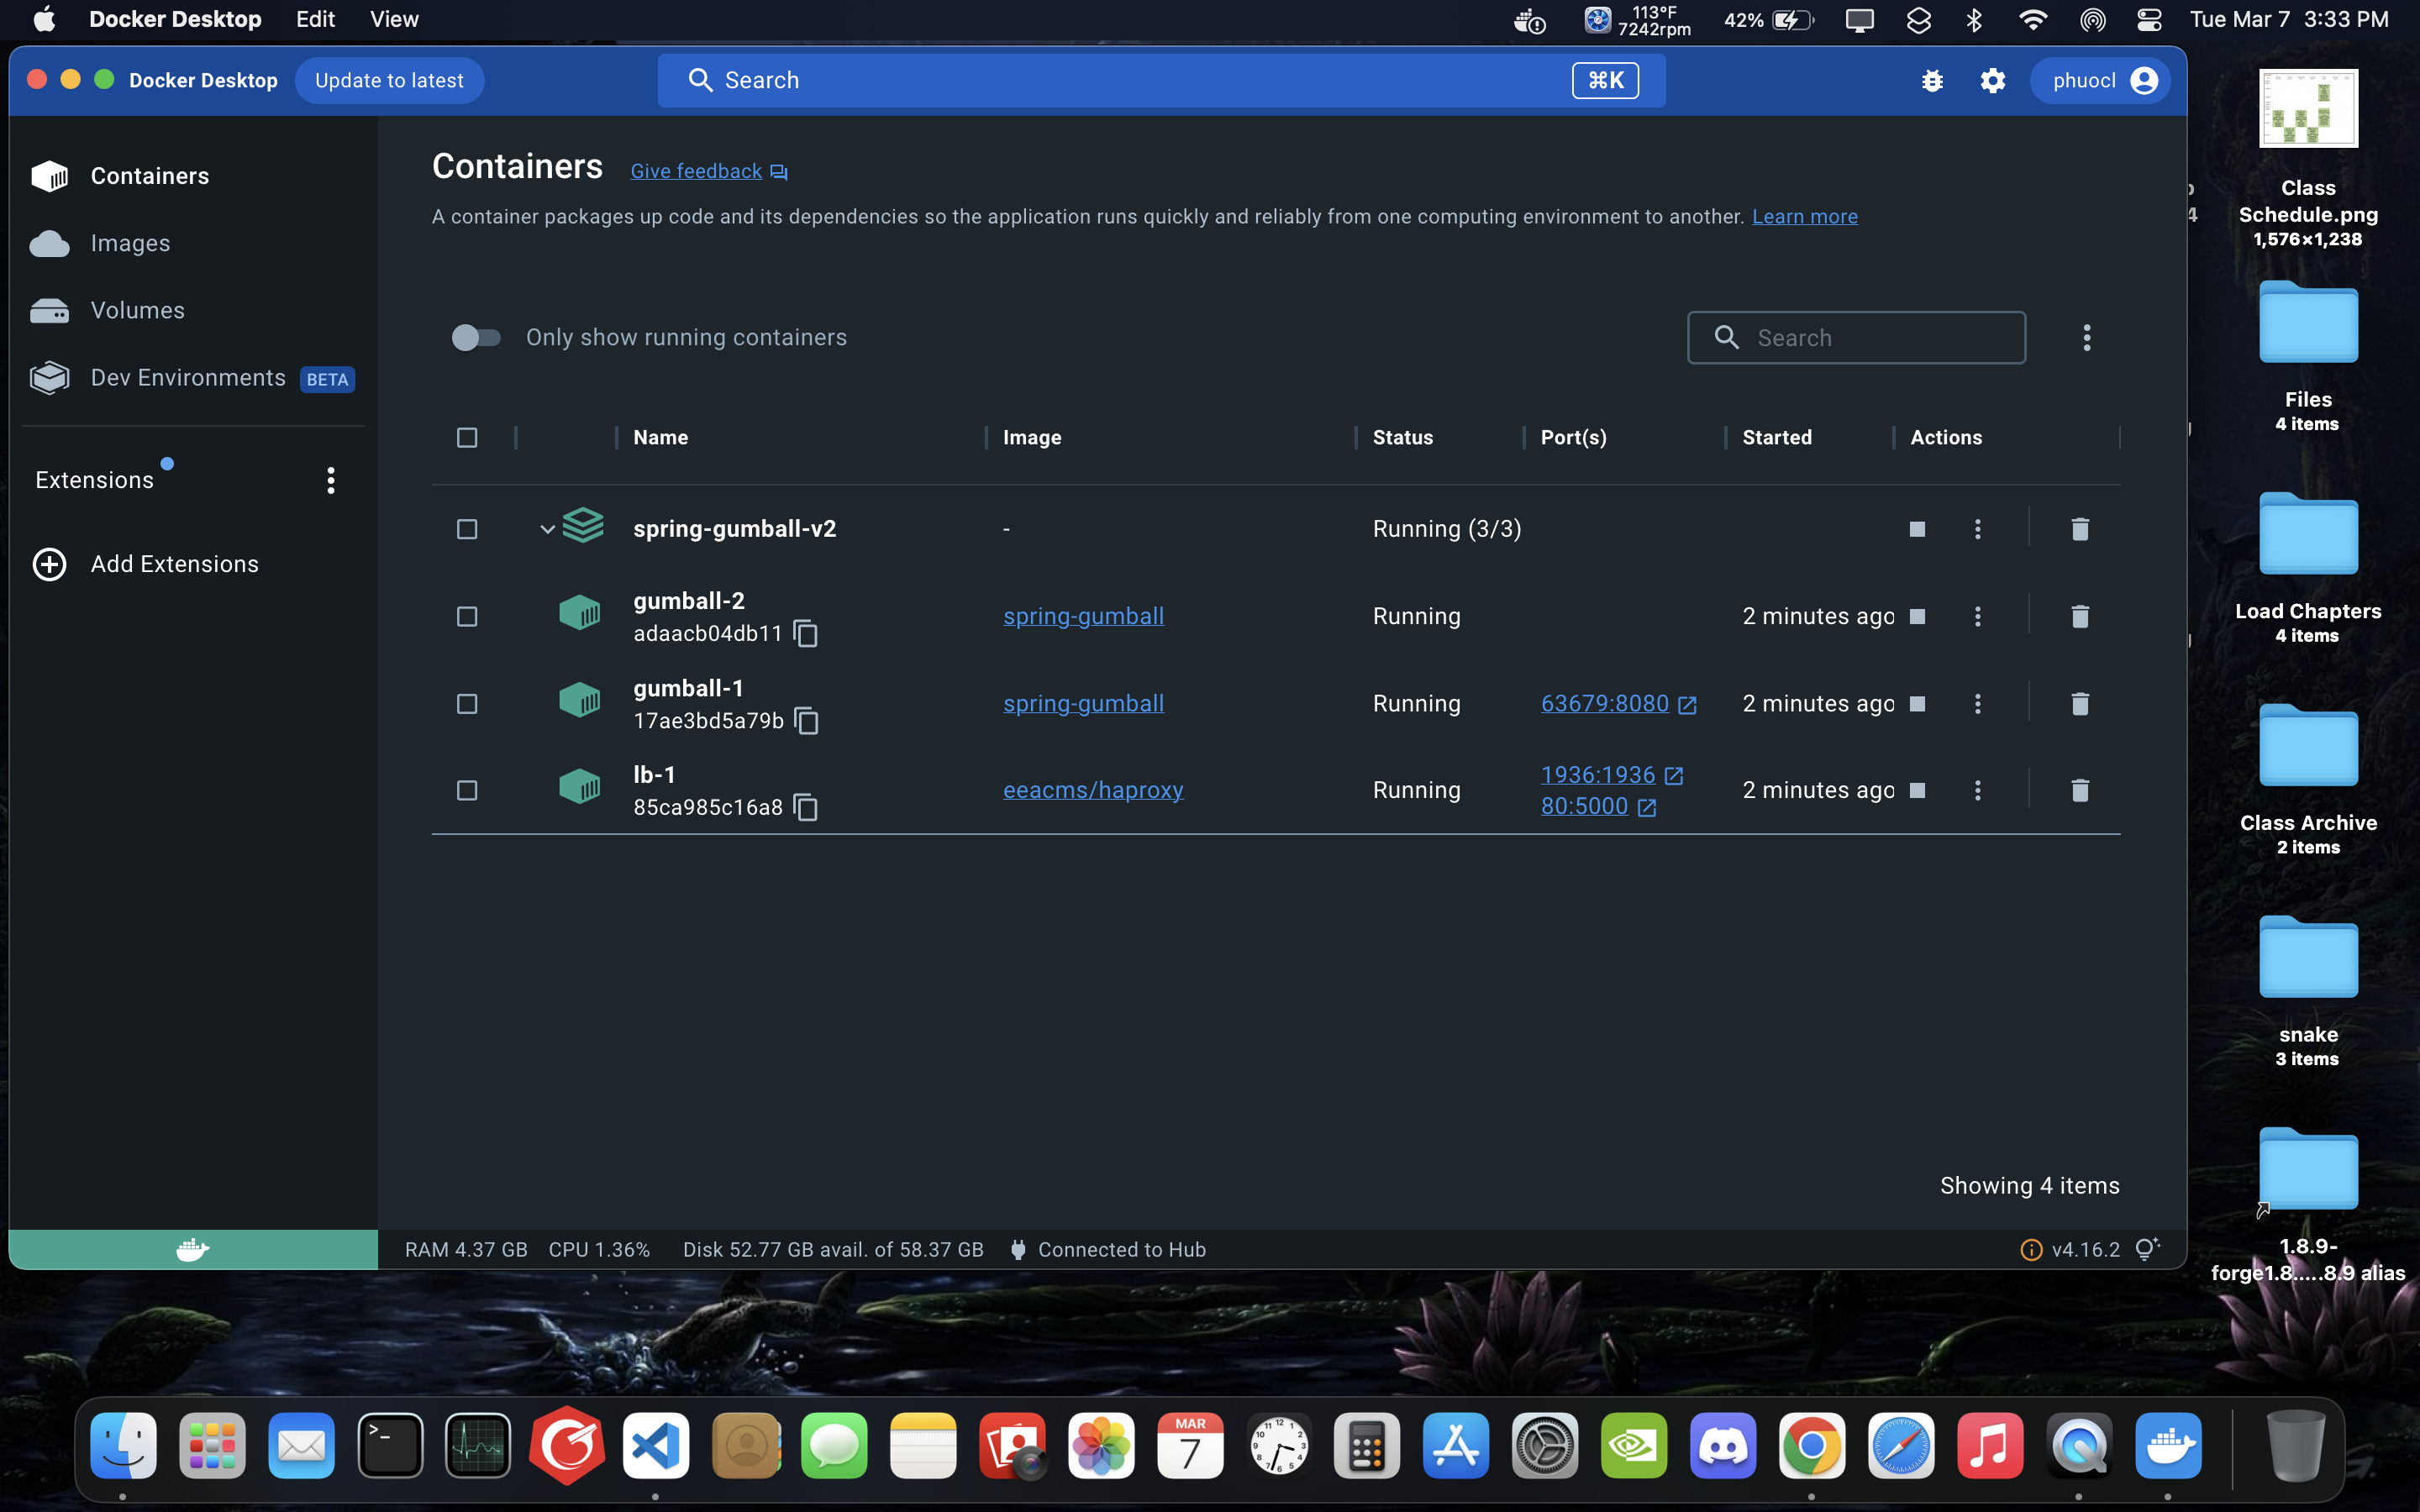 Docker Desktop Edit View
113°F
7242rpm
42%
Tue Mar 7 3:33 PM
Docker Desktop
Update to latest
Search
⌘K
phuocl
Containers
Images
Volumes
Dev Environments BETA
Extensions
Add Extensions
Containers Give feedback
A container packages up code and its dependencies so the application runs quickly and reliably from one computing environment to another. Learn more
Only show running containers
Search
Name Image Status Port(s) Started Actions
spring-gumball-v2 - Running (3/3)
gumball-2
adaacb04db11
spring-gumball Running 2 minutes ago
gumball-1
17ae3bd5a79b
spring-gumball Running 63679:8080 2 minutes ago
lb-1
85ca985c16a8
eeacms/haproxy Running
1936:1936
80:5000
2 minutes ago
Showing 4 items
RAM 4.37 GB CPU 1.36% Disk 52.77 GB avail. of 58.37 GB Connected to Hub
v4.16.2
Class
Schedule.png
1,576×1,238
Files
4 items
Load Chapters
4 items
Class Archive
2 items
snake
3 items
1.8.9-
forge1.8.....8.9 alias
MAR
7